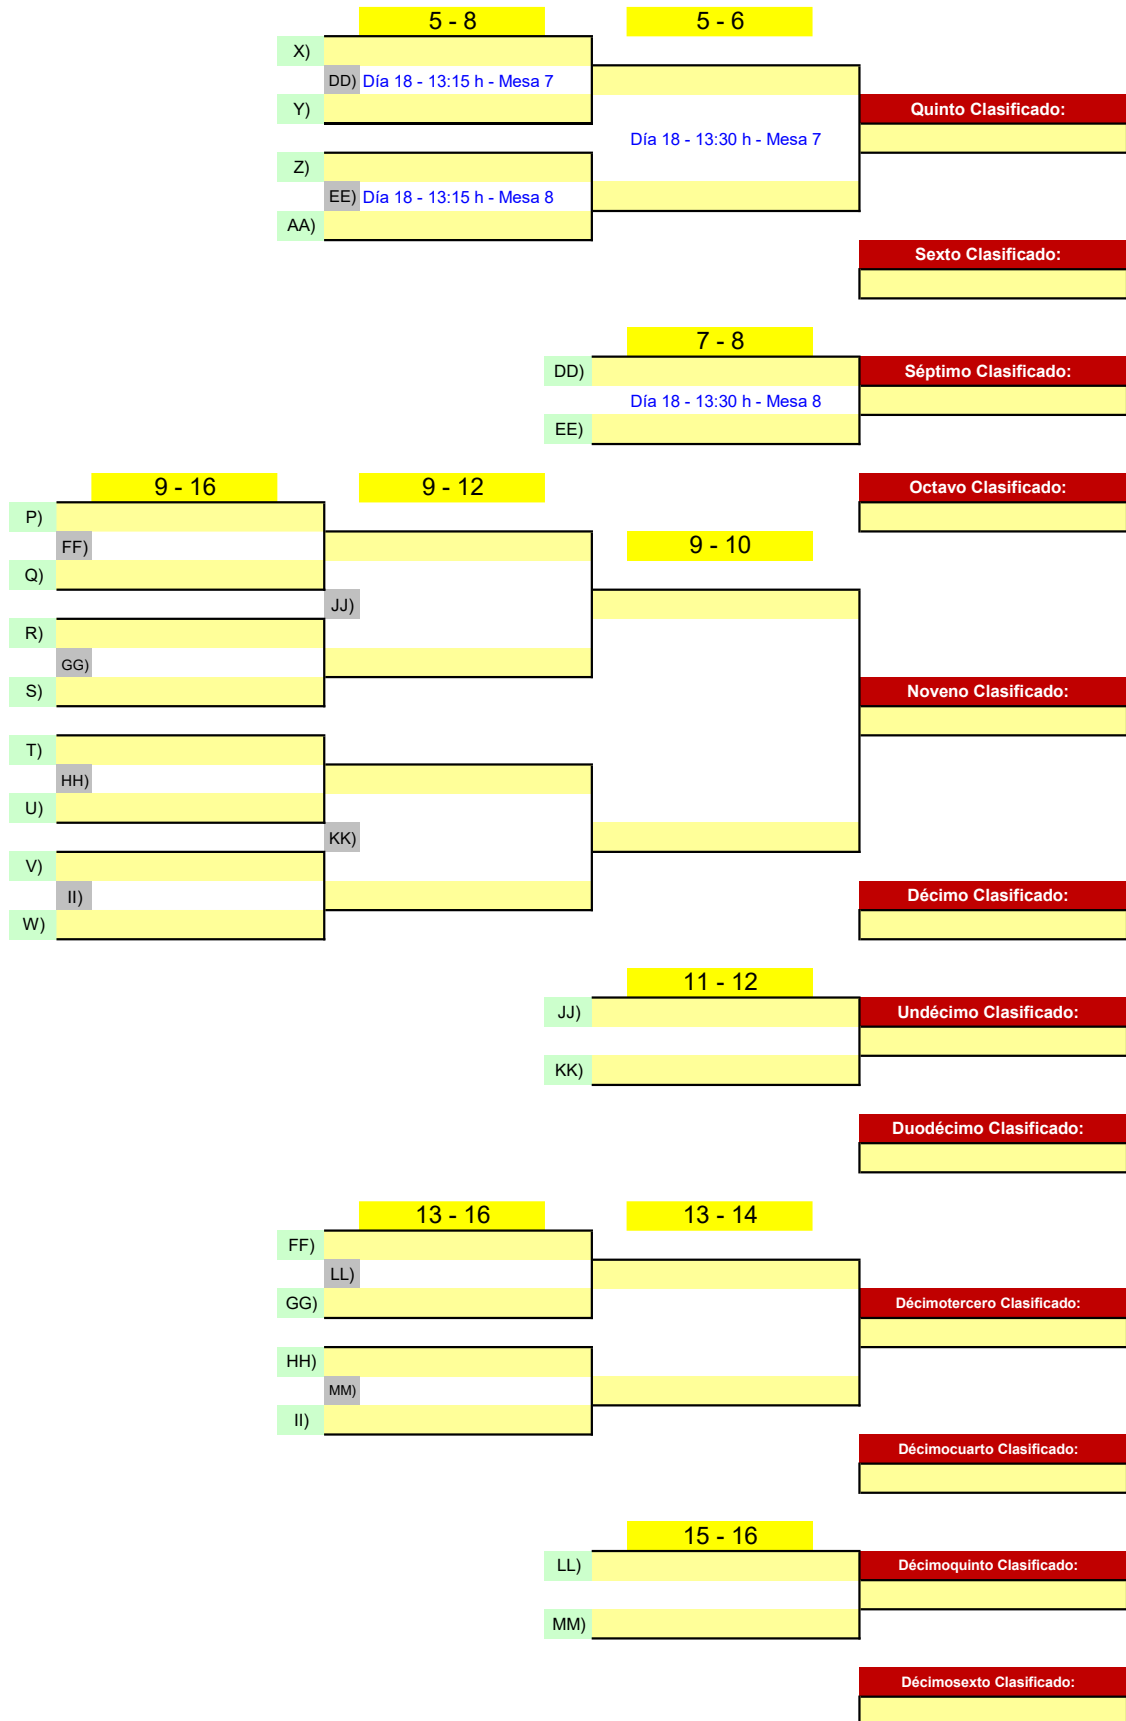 5 - 8
5 - 6
X)
DD) Día 18 - 13:15 h - Mesa 7
Y)
Quinto Clasificado:
Día 18 - 13:30 h - Mesa 7
Z)
EE) Día 18 - 13:15 h - Mesa 8
AA)
Sexto Clasificado:
7 - 8
DD)
Séptimo Clasificado:
Día 18 - 13:30 h - Mesa 8
EE)
9 - 16
9 - 12
Octavo Clasificado:
P)
FF)
9 - 10
Q)
JJ)
R)
GG)
S)
Noveno Clasificado:
T)
HH)
U)
KK)
V)
II)
Décimo Clasificado:
W)
11 - 12
JJ)
Undécimo Clasificado:
KK)
Duodécimo Clasificado:
13 - 16
13 - 14
FF)
LL)
GG)
Décimotercero Clasificado:
HH)
MM)
II)
Décimocuarto Clasificado:
15 - 16
LL)
Décimoquinto Clasificado:
MM)
Décimosexto Clasificado: